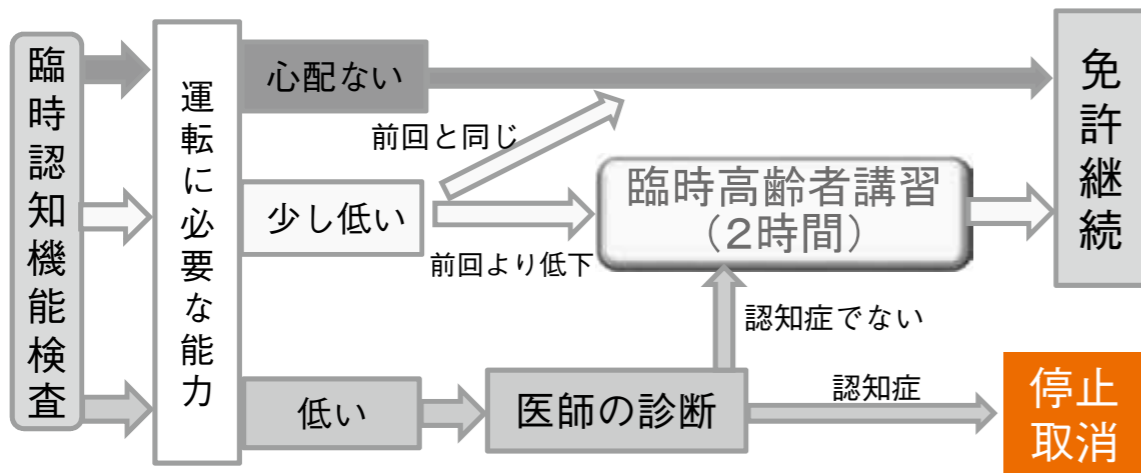 臨時認知機能検査
運転に必要な能力
心配ない
前回と同じ
少し低い
前回より低下
臨時高齢者講習
（2時間）
免許継続
認知症でない
低い
医師の診断
認知症
停止
取消